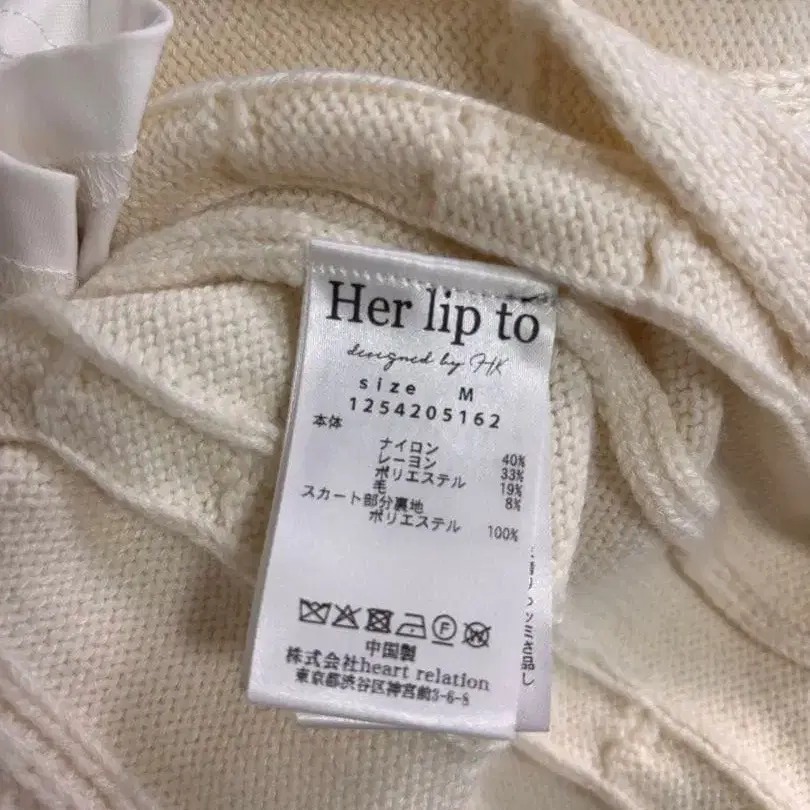 Her lip to
designed by HK
size M
1254205162
本体
ナイロン 40%
レーヨン 33%
ポリエステル 19%
毛 8%
スカート部分裏地
ポリエステル 100%
F
中国製
株式会社heart relation
東京都渋谷区神宮前3-6-8